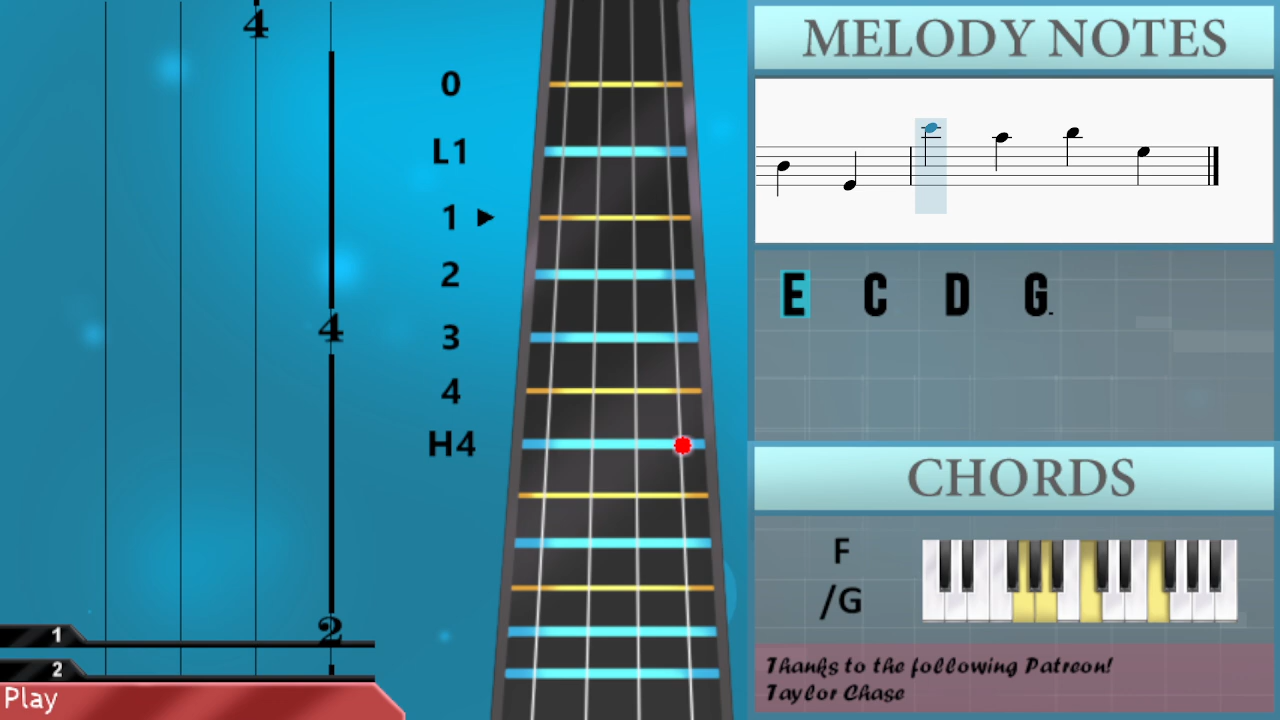 4
4
2
1
2
Play
0
L1
1
2
3
4
H4
MELODY NOTES
E C D G.
CHORDS
F
/G
Thanks to the following Patreon!
Taylor Chase